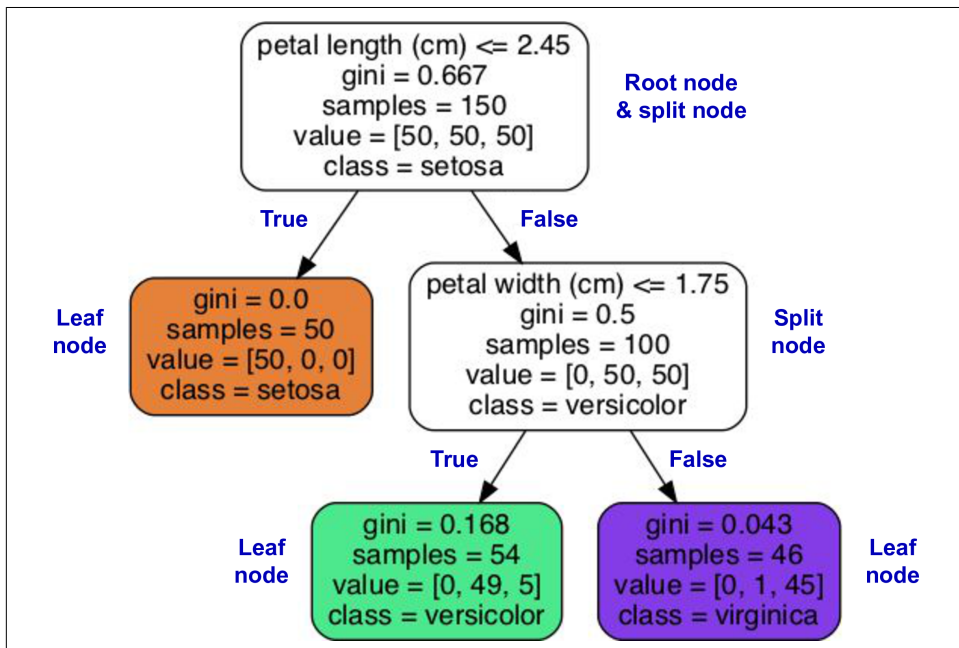 petal length (cm) <= 2.45
gini = 0.667
samples = 150
value = [50, 50, 50]
class = setosa
Root node
& split node
True
False
Leaf
node
gini = 0.0
samples = 50
value = [50, 0, 0]
class = setosa
petal width (cm) <= 1.75
gini = 0.5
samples = 100
value = [0, 50, 50]
class = versicolor
Split
node
True
False
Leaf
node
gini = 0.168
samples = 54
value = [0, 49, 5]
class = versicolor
gini = 0.043
samples = 46
value = [0, 1, 45]
class = virginica
Leaf
node